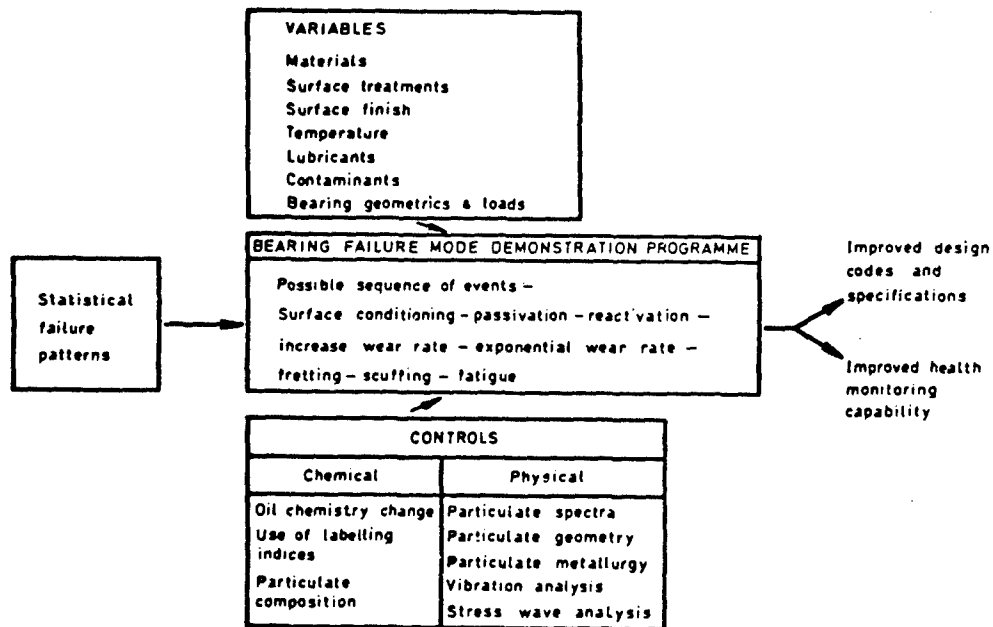 VARIABLES
Materials
Surface treatments
Surface finish
Temperature
Lubricants
Contaminants
Bearing geometrics & loads
BEARING FAILURE MODE DEMONSTRATION PROGRAMME
Possible sequence of events –
Surface conditioning – passivation – reactivation –
increase wear rate – exponential wear rate –
fretting – scuffing – fatigue
Statistical
failure
patterns
Improved design
codes and
specifications
Improved health
monitoring
capability
CONTROLS
Chemical
Oil chemistry change
Use of labelling
indices
Particulate
composition
Physical
Particulate spectra
Particulate geometry
Particulate metallurgy
Vibration analysis
Stress wave analysis